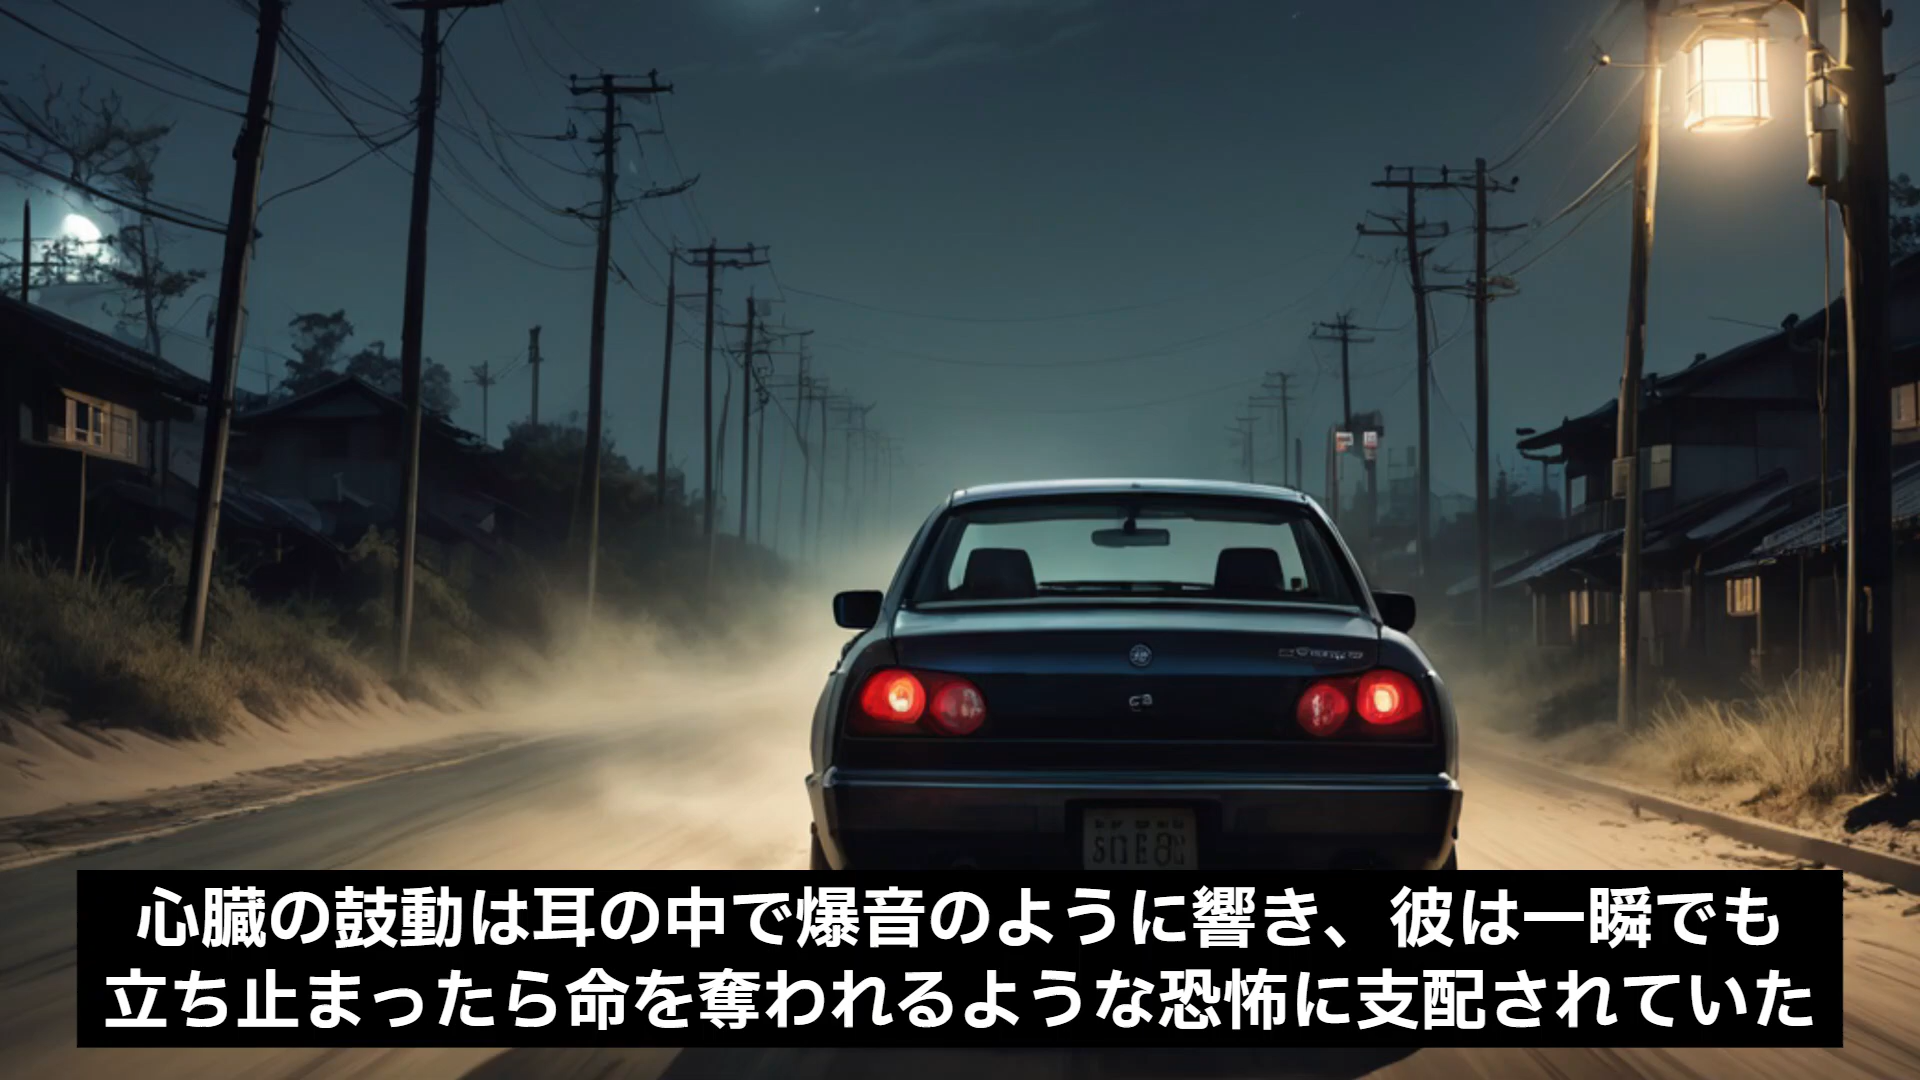 心臓の鼓動は耳の中で爆音のように響き、彼は一瞬でも
立ち止まったら命を奪われるような恐怖に支配されていた